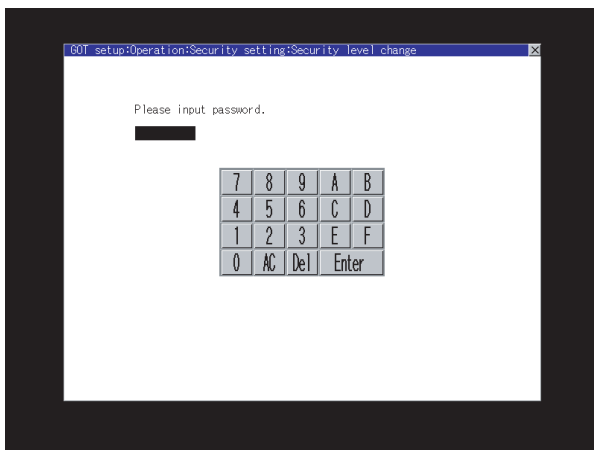 GOT setup:Operation:Security setting:Security level change ×
Please input password.
7 8 9 A B
4 5 6 C D
1 2 3 E F
0 AC Del Enter